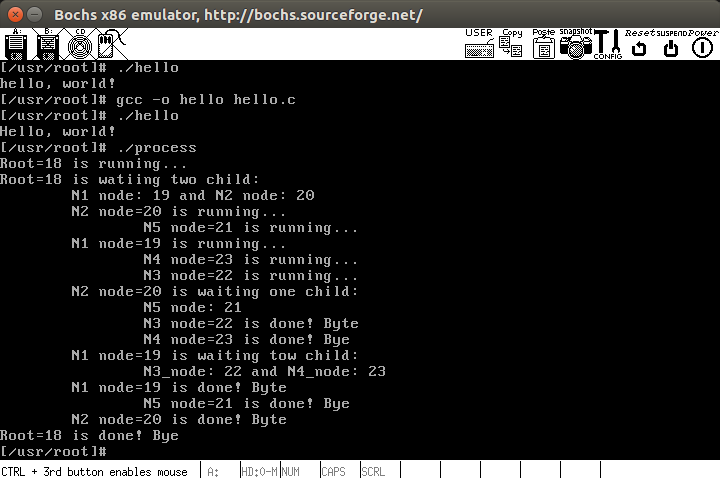 Bochs x86 emulator, http://bochs.sourceforge.net/
A: B: CD USER Copy Paste snapshot CONFIG Reset SUSPEND Power
[/usr/root]# ./hello
hello, world!
[/usr/root]# gcc -o hello hello.c
[/usr/root]# ./hello
Hello, world!
[/usr/root]# ./process
Root=18 is running...
Root=18 is watiing two child:
N1 node: 19 and N2 node: 20
N2 node=20 is running...
N5 node=21 is running...
N1 node=19 is running...
N4 node=23 is running...
N3 node=22 is running...
N2 node=20 is waiting one child:
N5 node: 21
N3 node=22 is done! Byte
N4 node=23 is done! Bye
N1 node=19 is waiting tow child:
N3_node: 22 and N4_node: 23
N1 node=19 is done! Byte
N5 node=21 is done! Bye
N2 node=20 is done! Byte
Root=18 is done! Bye
[/usr/root]#
CTRL + 3rd button enables mouse A: HD:0-M NUM CAPS SCRL